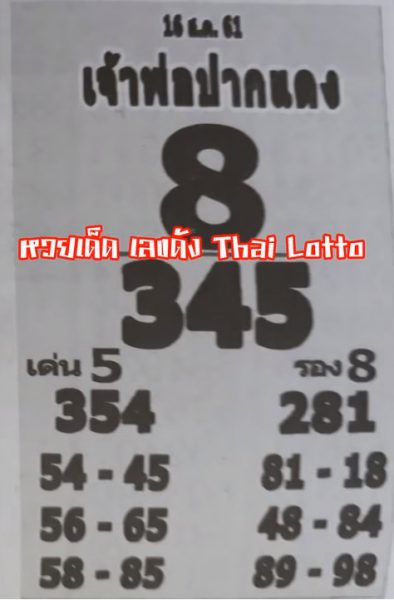 16 ธ.ค. 61
เจ้าพ่อปากแดง
8
หวยเด็ด เลขดัง Thai Lotto
345
เด่น 5
รอง 8
354
281
54 - 45
81 - 18
56 - 65
48 - 84
58 - 85
89 - 98